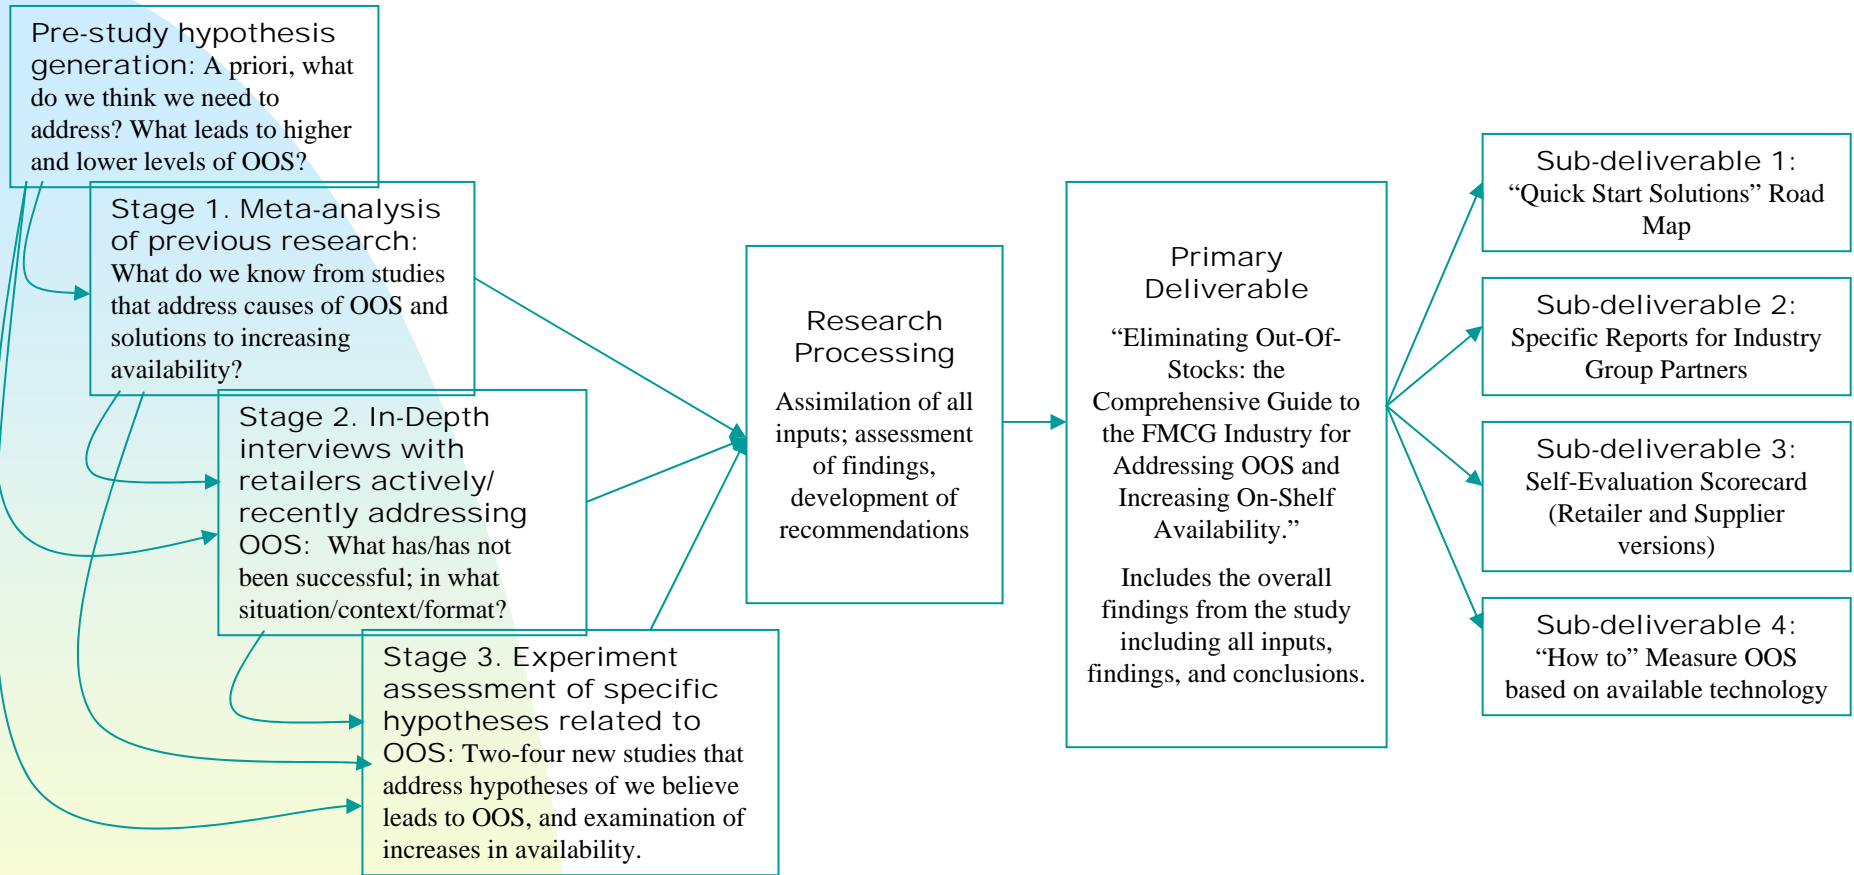 Pre-study hypothesis
generation: A priori, what
do we think we need to
address? What leads to higher
and lower levels of OOS?
Stage 1. Meta-analysis
of previous research:
What do we know from studies
that address causes of OOS and
solutions to increasing
availability?
Stage 2. In-Depth
interviews with
retailers actively/
recently addressing
OOS: What has/has not
been successful; in what
situation/context/format?
Stage 3. Experiment
assessment of specific
hypotheses related to
OOS: Two-four new studies that
address hypotheses of we believe
leads to OOS, and examination of
increases in availability.
Research
Processing
Assimilation of all
inputs; assessment
of findings,
development of
recommendations
Primary
Deliverable
“Eliminating Out-Of-
Stocks: the
Comprehensive Guide to
the FMCG Industry for
Addressing OOS and
Increasing On-Shelf
Availability.”
Includes the overall
findings from the study
including all inputs,
findings, and conclusions.
Sub-deliverable 1:
“Quick Start Solutions” Road
Map
Sub-deliverable 2:
Specific Reports for Industry
Group Partners
Sub-deliverable 3:
Self-Evaluation Scorecard
(Retailer and Supplier
versions)
Sub-deliverable 4:
“How to” Measure OOS
based on available technology